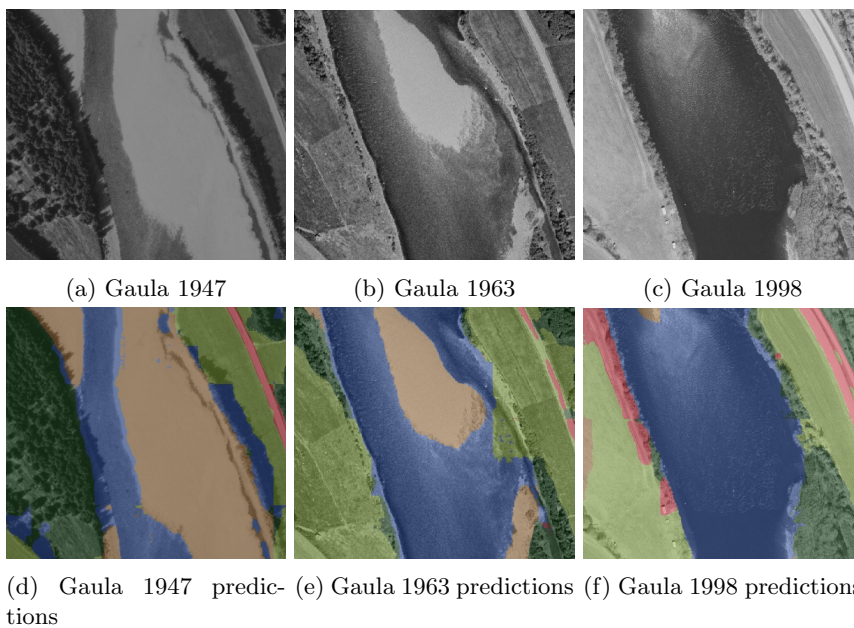 (a) Gaula 1947
(b) Gaula 1963
(c) Gaula 1998
(d) Gaula 1947 predic-
tions
(e) Gaula 1963 predictions
(f) Gaula 1998 predictions